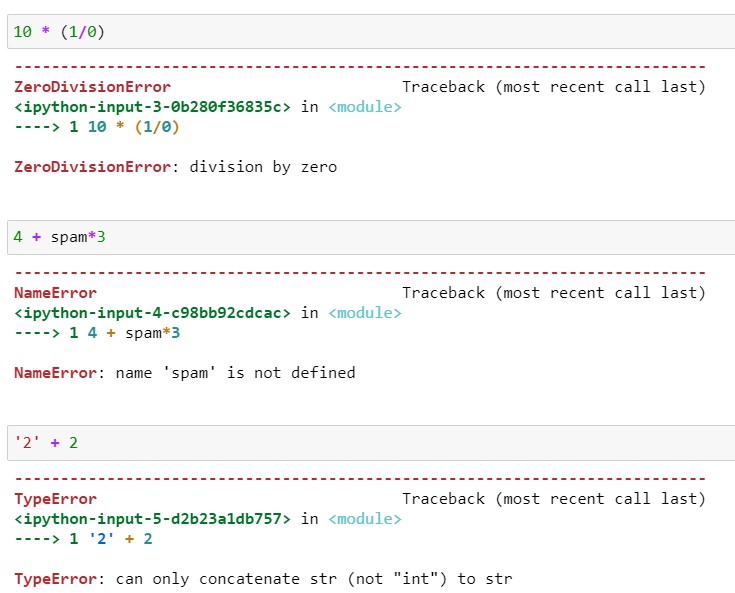 10 * (1/0)
---------------------------------------------------------------------------
ZeroDivisionError                         Traceback (most recent call last)
<ipython-input-3-0b280f36835c> in <module>
----> 1 10 * (1/0)
ZeroDivisionError: division by zero
4 + spam*3
---------------------------------------------------------------------------
NameError                                 Traceback (most recent call last)
<ipython-input-4-c98bb92cdcac> in <module>
----> 1 4 + spam*3
NameError: name 'spam' is not defined
'2' + 2
---------------------------------------------------------------------------
TypeError                                 Traceback (most recent call last)
<ipython-input-5-d2b23a1db757> in <module>
----> 1 '2' + 2
TypeError: can only concatenate str (not "int") to str